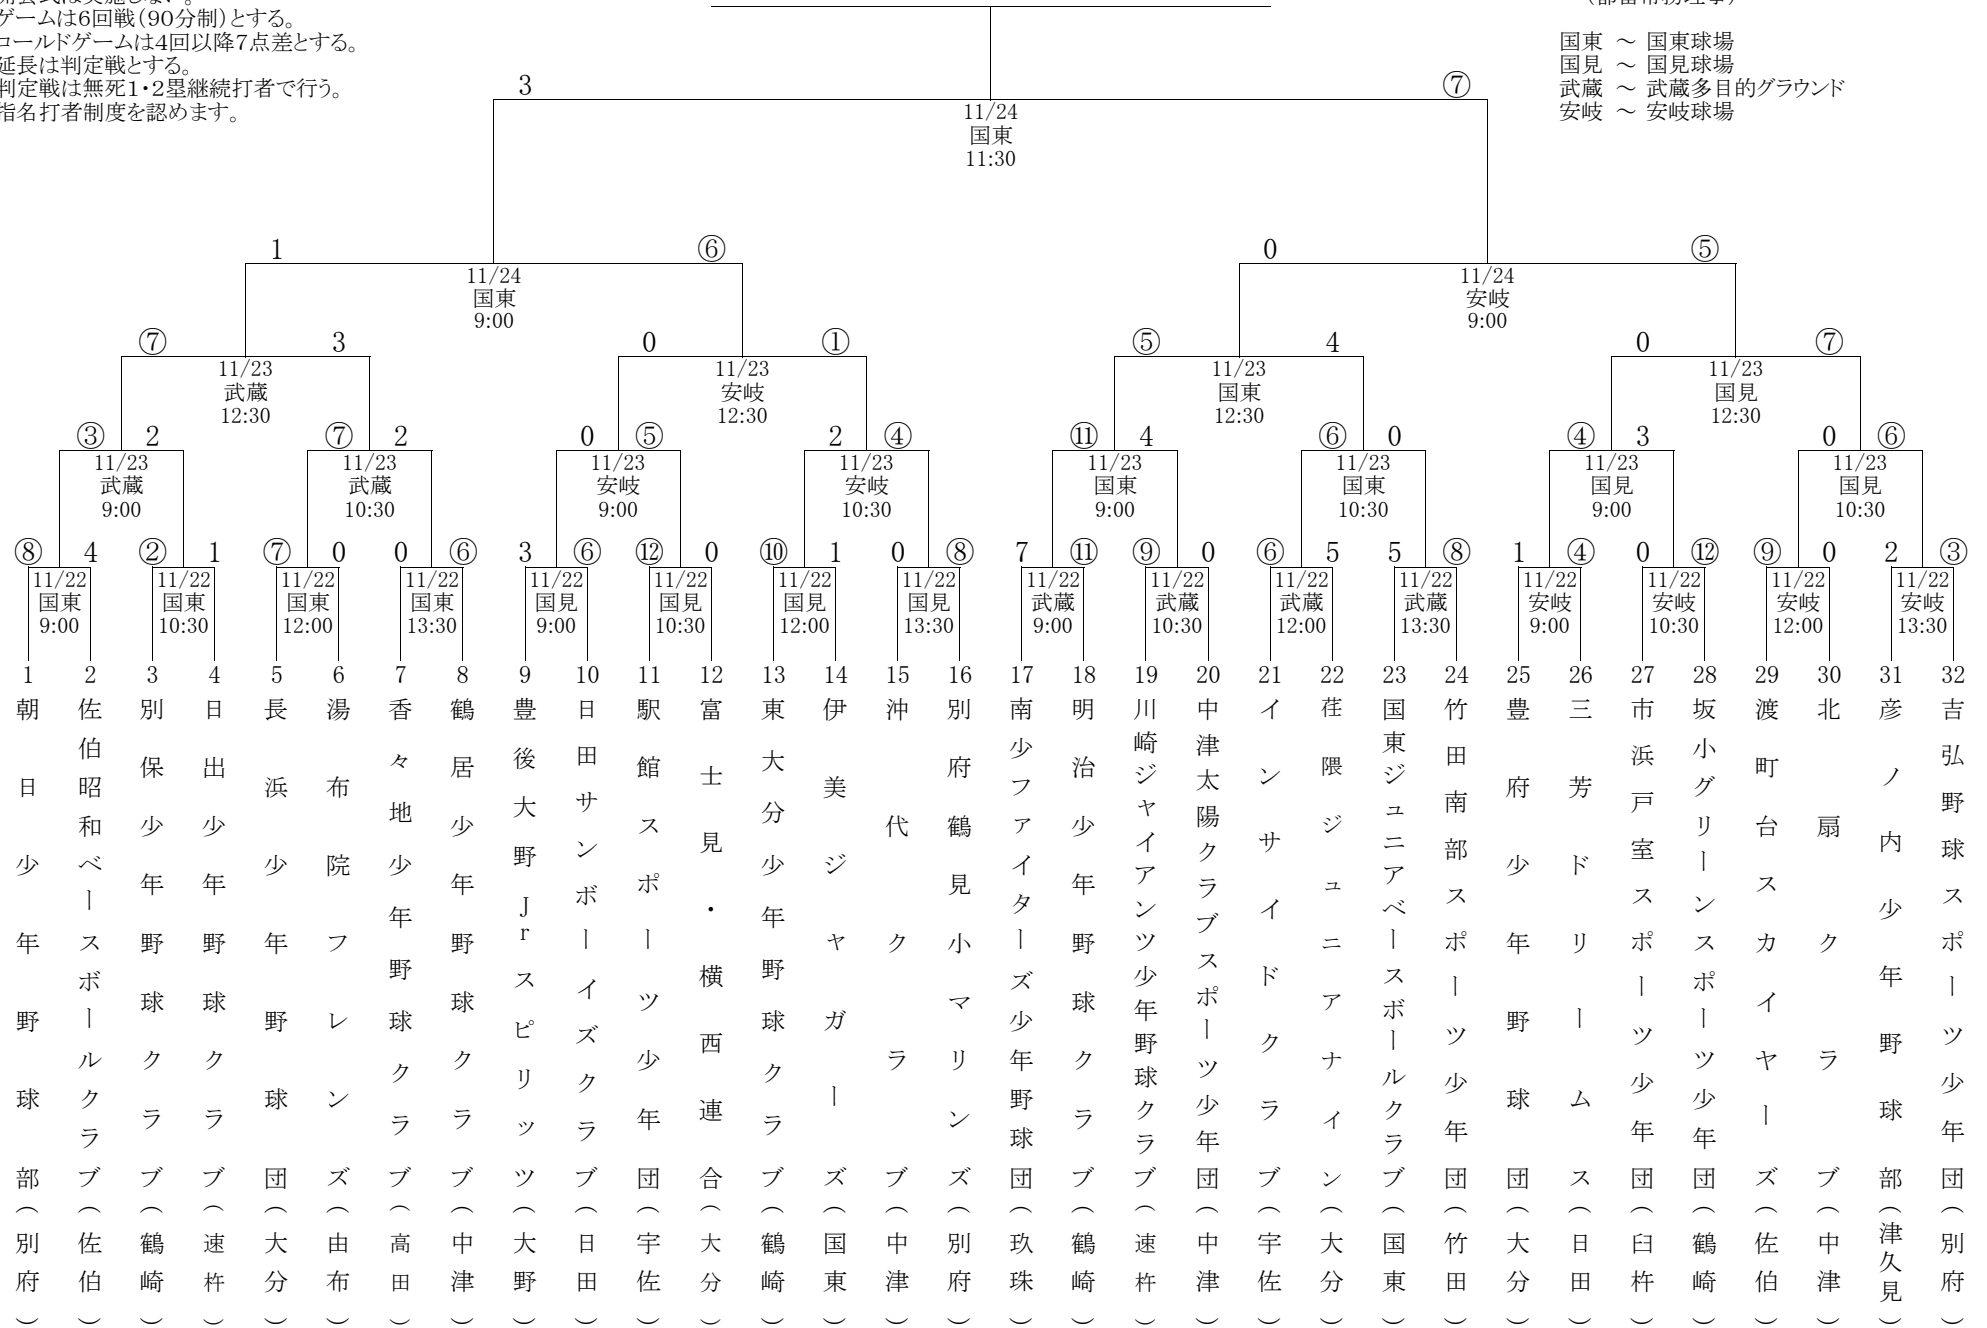 ゲームは6回戦(90分制)とする。
コールドゲームは4回以降7点差とする。
延長は判定戦とする。
判定戦は無死1・2塁継続打者で行う。
指名打者制度を認めます。
国東 ～ 国東球場
国見 ～ 国見球場
武蔵 ～ 武蔵多目的グラウンド
安岐 ～ 安岐球場
3 ⑦
11/24
国東
11:30
1 ⑥ 0 ⑤
11/24 11/24
国東 安岐
9:00 9:00
⑦ 3 0 ① ⑤ 4 0 ⑦
11/23 11/23 11/23 11/23
武蔵 安岐 国東 国見
12:30 12:30 12:30 12:30
③ 2 ⑦ 2 0 ⑤ 2 ④ ⑪ 4 ⑥ 0 ④ 3 0 ⑥
11/23 11/23 11/23 11/23 11/23 11/23 11/23 11/23
武蔵 武蔵 安岐 安岐 国東 国東 国見 国見
9:00 10:30 9:00 10:30 9:00 10:30 9:00 10:30
⑧ 4 ② 1 ⑦ 0 0 ⑥ 3 ⑥ ⑫ 0 ⑩ 1 0 ⑧ 7 ⑪ ⑨ 0 ⑥ 5 5 ⑧ 1 ④ 0 ⑫ ⑨ 0 2 ③
11/22 11/22 11/22 11/22 11/22 11/22 11/22 11/22 11/22 11/22 11/22 11/22 11/22 11/22 11/22 11/22
国東 国東 国東 国東 国見 国見 国見 国見 武蔵 武蔵 武蔵 武蔵 安岐 安岐 安岐 安岐
9:00 10:30 12:00 13:30 9:00 10:30 12:00 13:30 9:00 10:30 12:00 13:30 9:00 10:30 12:00 13:30
1 朝日少年野球部(別府)
2 佐伯昭和ベースボールクラブ(佐伯)
3 別保少年野球クラブ(鶴崎)
4 日出少年野球クラブ(速杵)
5 長浜少年野球団(大分)
6 湯布院フレンズ(由布)
7 香々地少年野球クラブ(高田)
8 鶴居少年野球クラブ(中津)
9 豊後大野Jrスピリッツ(大野)
10 日田サンボーイズクラブ(日田)
11 駅館スポーツ少年団(宇佐)
12 富士見・横西連合(大分)
13 東大分少年野球クラブ(鶴崎)
14 伊美ジャガーズ(国東)
15 沖代クラブ(中津)
16 別府鶴見小マリンズ(別府)
17 南少ファイターズ少年野球団(玖珠)
18 明治少年野球クラブ(鶴崎)
19 川崎ジャイアンツ少年野球クラブ(速杵)
20 中津太陽クラブスポーツ少年団(中津)
21 インサイドクラブ(宇佐)
22 荏隈ジュニアナイン(大分)
23 国東ジュニアベースボールクラブ(国東)
24 竹田南部スポーツ少年団(竹田)
25 豊府少年野球団(大分)
26 三芳ドリームス(日田)
27 市浜戸室スポーツ少年団(臼杵)
28 坂小グリーンスポーツ少年団(鶴崎)
29 渡町台スカイヤーズ(佐伯)
30 北扇クラブ(中津)
31 彦ノ内少年野球部(津久見)
32 吉弘野球スポーツ少年団(別府)